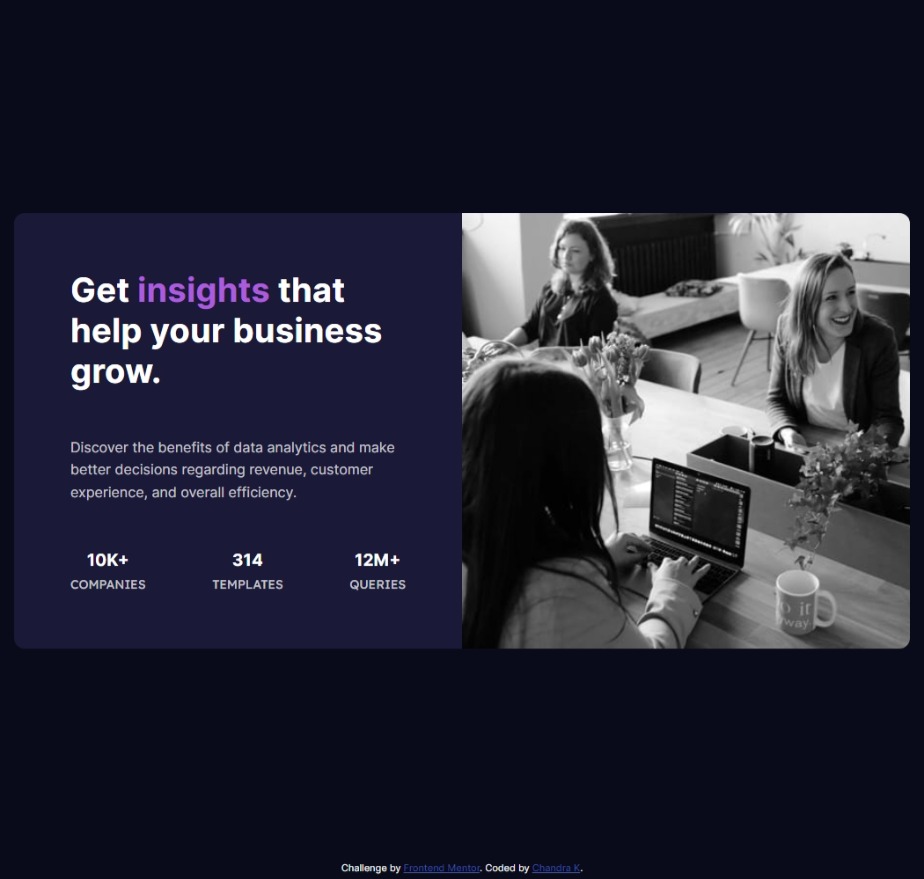 Get insights that
help your business
grow.
Discover the benefits of data analytics and make
better decisions regarding revenue, customer
experience, and overall efficiency.
10K+ 314 12M+
COMPANIES TEMPLATES QUERIES
Challenge by Frontend Mentor. Coded by Chandra K.